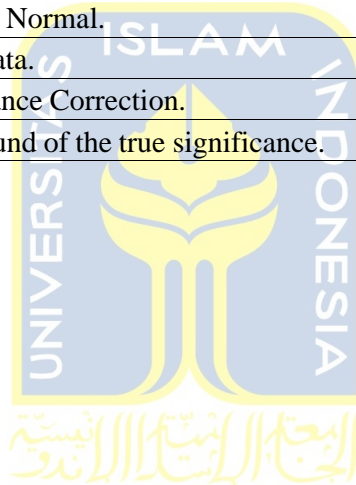 Normal.
ata.
ance Correction.
und of the true significance.
UNIVERSITAS ISLAM INDONESIA